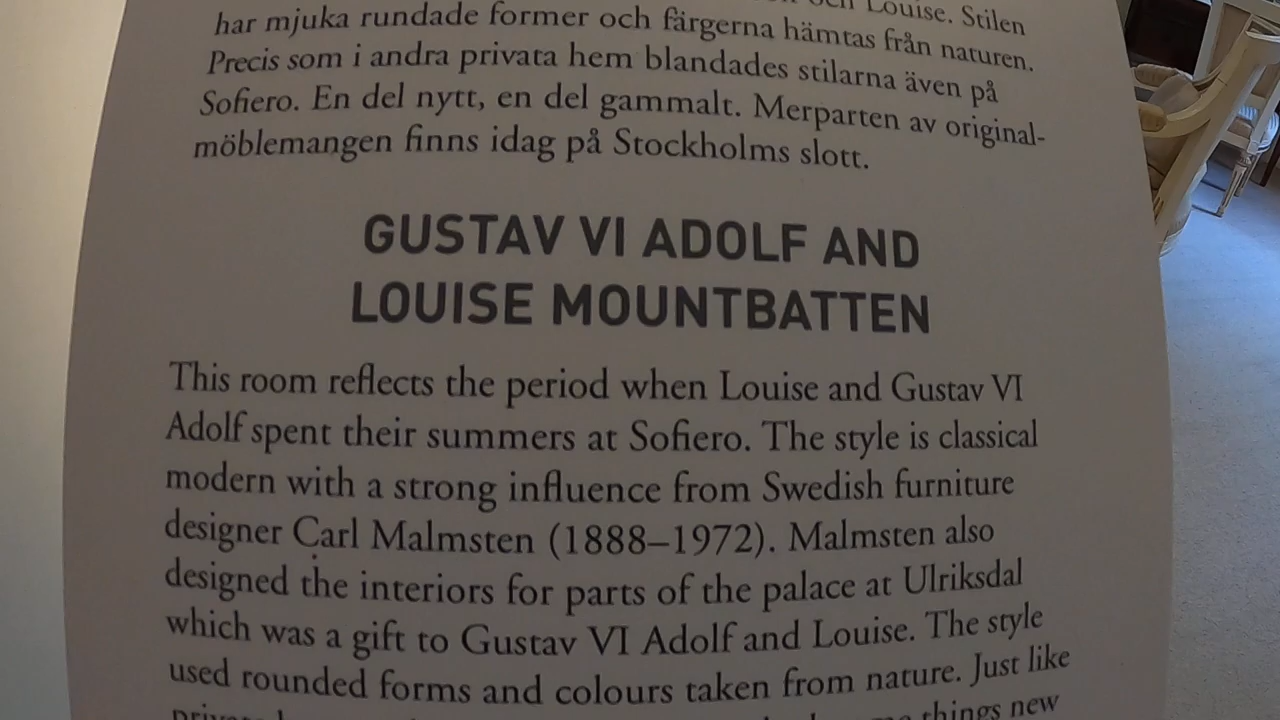 och Louise. Stilen
har mjuka rundade former och färgerna hämtas från naturen.
Precis som i andra privata hem blandades stilarna även på
Sofiero. En del nytt, en del gammalt. Merparten av original-
möblemangen finns idag på Stockholms slott.
GUSTAV VI ADOLF AND
LOUISE MOUNTBATTEN
This room reflects the period when Louise and Gustav VI
Adolf spent their summers at Sofiero. The style is classical
modern with a strong influence from Swedish furniture
designer Carl Malmsten (1888–1972). Malmsten also
designed the interiors for parts of the palace at Ulriksdal
which was a gift to Gustav VI Adolf and Louise. The style
used rounded forms and colours taken from nature. Just like
things new